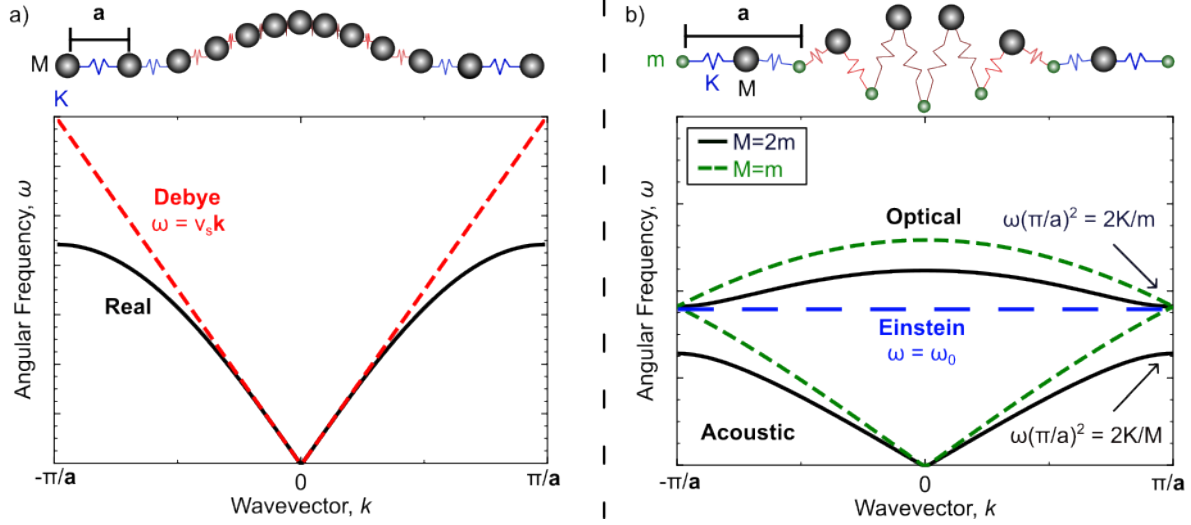 a)
a
M
K
Angular Frequency, ω
Debye
ω = vₛk
Real
-π/a
0
π/a
Wavevector, k
b)
a
m
K
M
M=2m
M=m
Angular Frequency, ω
Optical
ω(π/a)² = 2K/m
Einstein
ω = ω₀
Acoustic
ω(π/a)² = 2K/M
-π/a
0
π/a
Wavevector, k